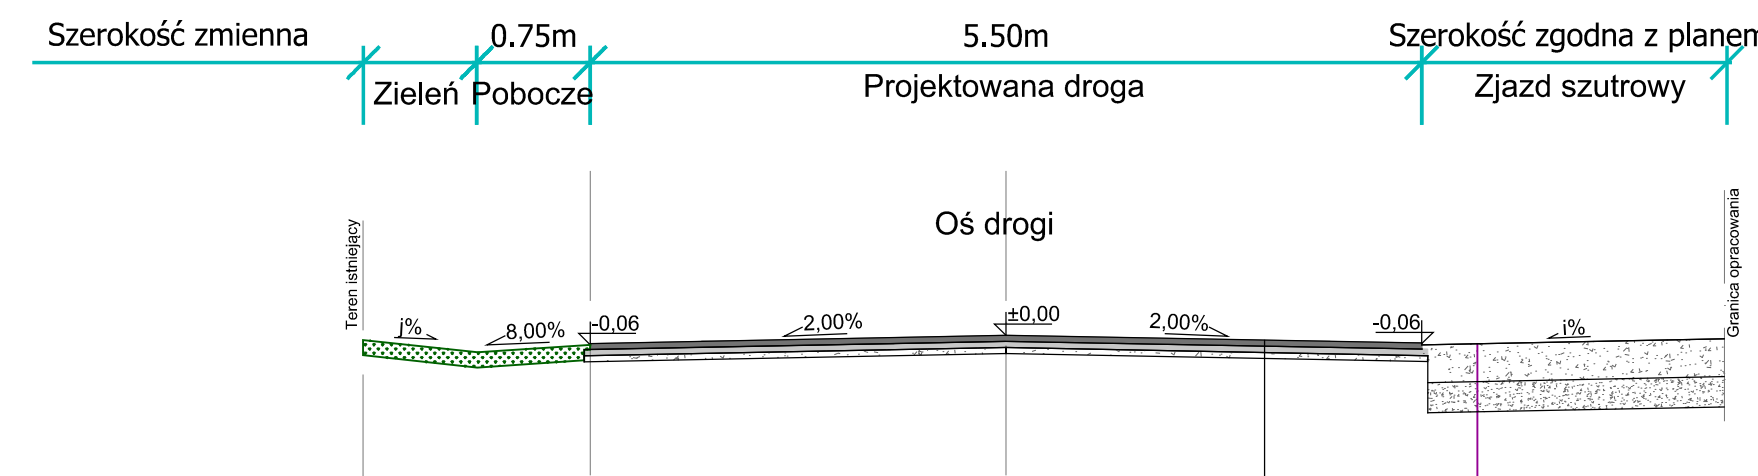 Szerokość zmienna
0.75m
5.50m
Szerokość zgodna z planem
Zieleń
Pobocze
Projektowana droga
Zjazd szutrowy
Oś drogi
Teren istniejący
Granica opracowania
j%
8,00%
-0,06
2,00%
±0,00
2,00%
-0,06
i%